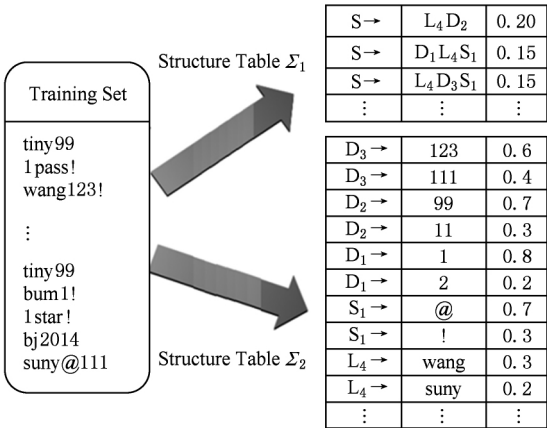 Training Set
tiny99
1pass!
wang123!
⋮
tiny99
bum1!
1star!
bj2014
suny@111
Structure Table Σ₁
Structure Table Σ₂
S→ L₄D₂ 0.20
S→ D₁L₄S₁ 0.15
S→ L₄D₃S₁ 0.15
⋮ ⋮ ⋮
D₃→ 123 0.6
D₃→ 111 0.4
D₂→ 99 0.7
D₂→ 11 0.3
D₁→ 1 0.8
D₁→ 2 0.2
S₁→ @ 0.7
S₁→ ! 0.3
L₄→ wang 0.3
L₄→ suny 0.2
⋮ ⋮ ⋮